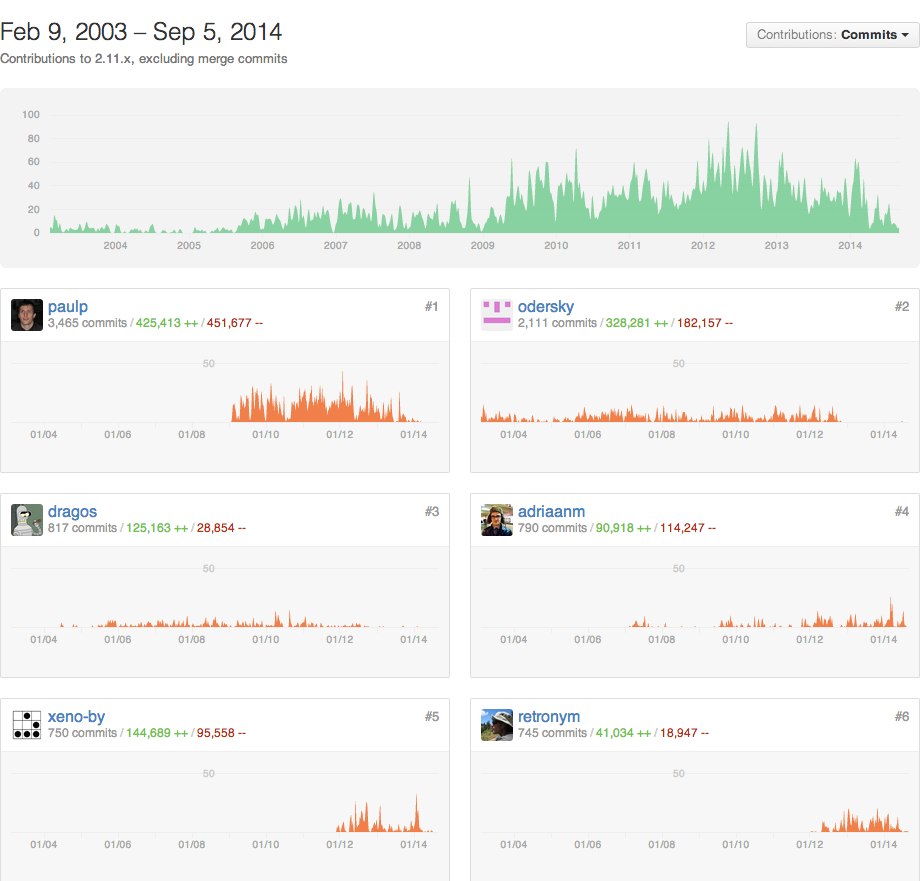 Feb 9, 2003 – Sep 5, 2014
Contributions: Commits
Contributions to 2.11.x, excluding merge commits
100
80
60
40
20
0
2004 2005 2006 2007 2008 2009 2010 2011 2012 2013 2014
paulp #1
3,465 commits / 425,413 ++ / 451,677 --
50
01/04 01/06 01/08 01/10 01/12 01/14
odersky #2
2,111 commits / 328,281 ++ / 182,157 --
50
01/04 01/06 01/08 01/10 01/12 01/14
dragos #3
817 commits / 125,163 ++ / 28,854 --
50
01/04 01/06 01/08 01/10 01/12 01/14
adriaanm #4
790 commits / 90,918 ++ / 114,247 --
50
01/04 01/06 01/08 01/10 01/12 01/14
xeno-by #5
750 commits / 144,689 ++ / 95,558 --
50
01/04 01/06 01/08 01/10 01/12 01/14
retronym #6
745 commits / 41,034 ++ / 18,947 --
50
01/04 01/06 01/08 01/10 01/12 01/14